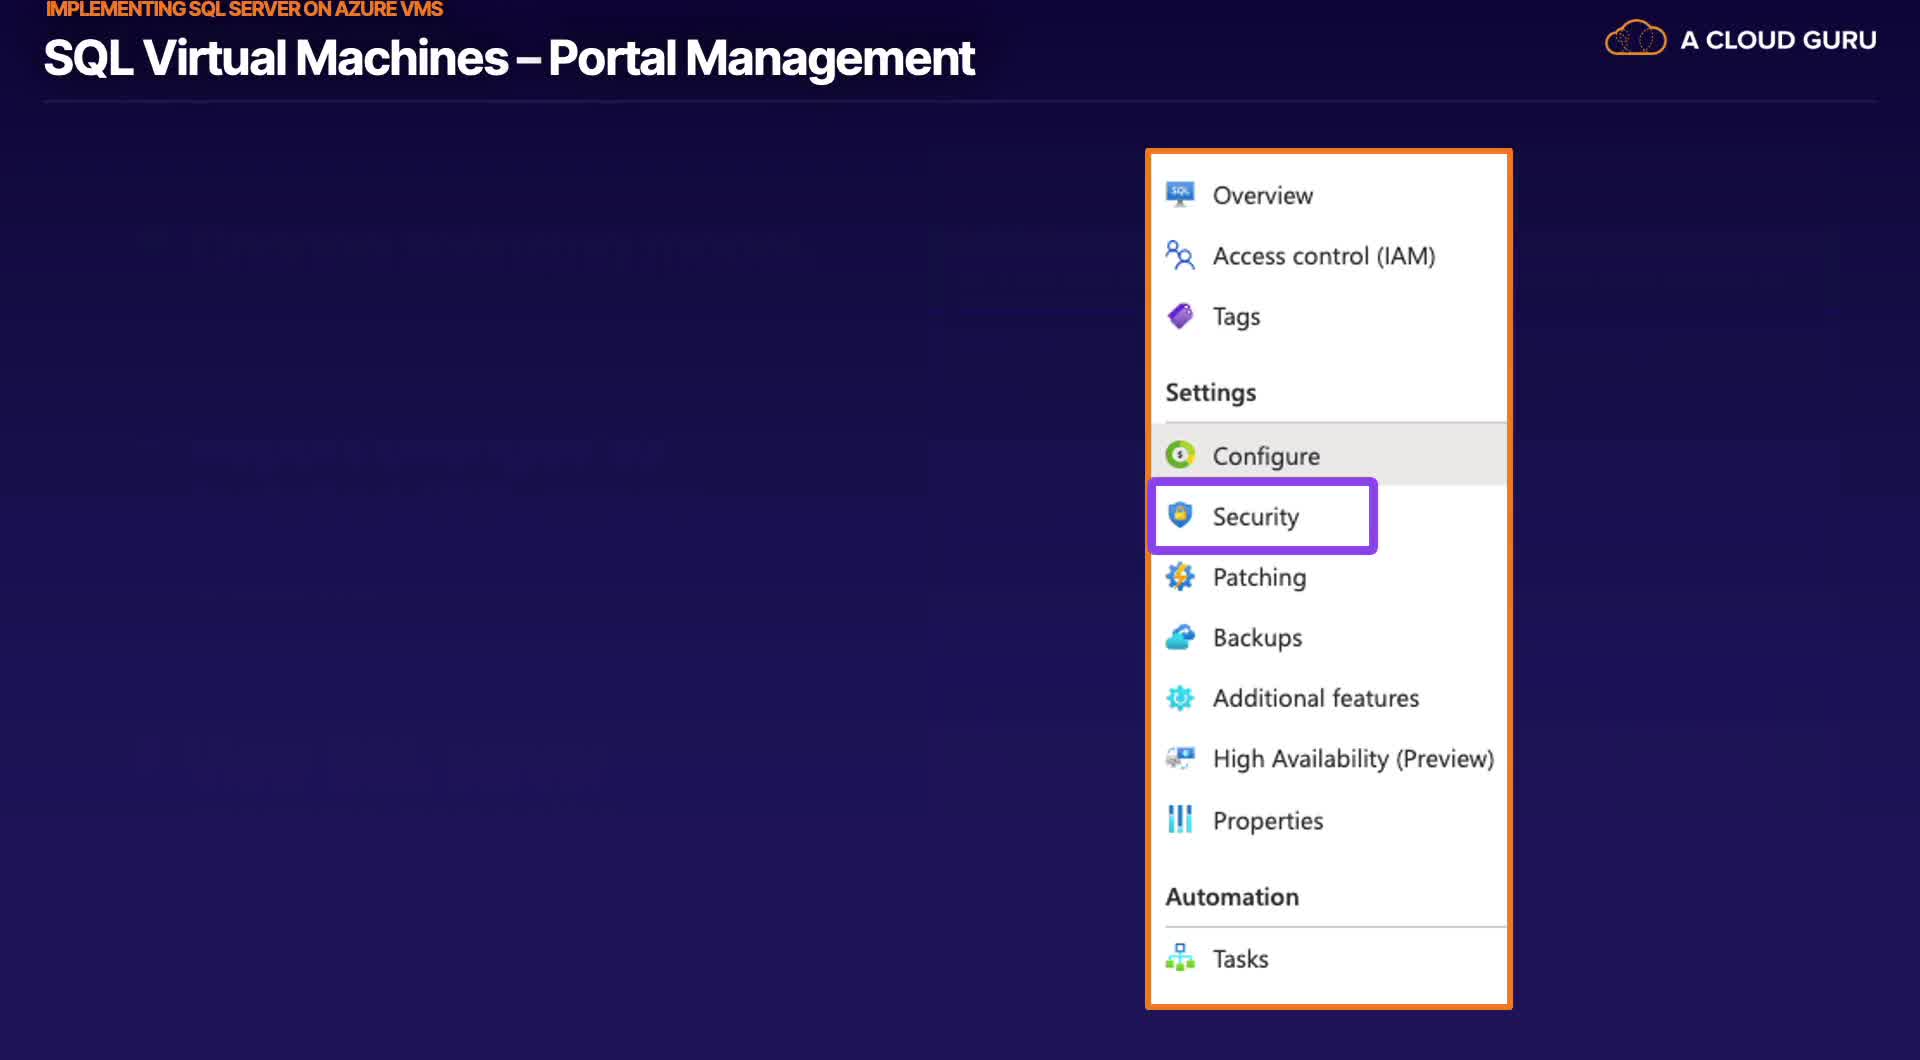 IMPLEMENTING SQL SERVER ON AZURE VMS
SQL Virtual Machines – Portal Management
A CLOUD GURU
SQL
Overview
Access control (IAM)
Tags
Settings
Configure
Security
Patching
Backups
Additional features
High Availability (Preview)
Properties
Automation
Tasks